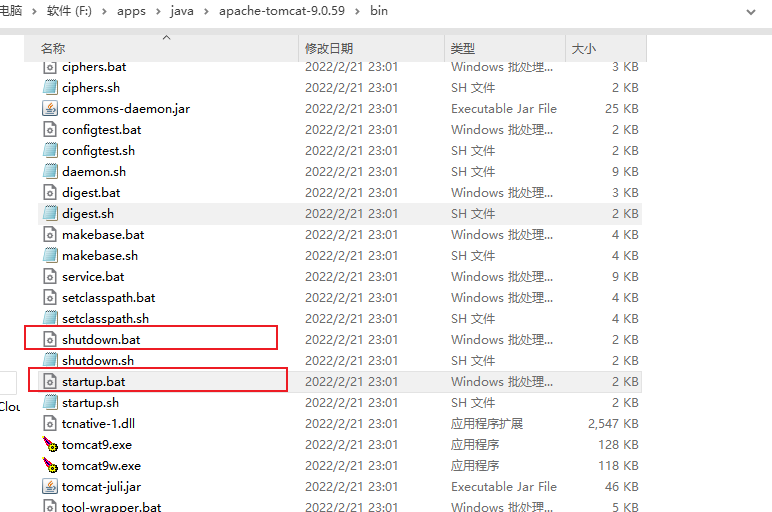 电脑 > 软件 (F:) > apps > java > apache-tomcat-9.0.59 > bin
名称 修改日期 类型 大小
ciphers.bat 2022/2/21 23:01 Windows 批处理... 3 KB
ciphers.sh 2022/2/21 23:01 SH 文件 2 KB
commons-daemon.jar 2022/2/21 23:01 Executable Jar File 25 KB
configtest.bat 2022/2/21 23:01 Windows 批处理... 2 KB
configtest.sh 2022/2/21 23:01 SH 文件 2 KB
daemon.sh 2022/2/21 23:01 SH 文件 9 KB
digest.bat 2022/2/21 23:01 Windows 批处理... 3 KB
digest.sh 2022/2/21 23:01 SH 文件 2 KB
makebase.bat 2022/2/21 23:01 Windows 批处理... 4 KB
makebase.sh 2022/2/21 23:01 SH 文件 4 KB
service.bat 2022/2/21 23:01 Windows 批处理... 9 KB
setclasspath.bat 2022/2/21 23:01 Windows 批处理... 4 KB
setclasspath.sh 2022/2/21 23:01 SH 文件 4 KB
shutdown.bat 2022/2/21 23:01 Windows 批处理... 2 KB
shutdown.sh 2022/2/21 23:01 SH 文件 2 KB
startup.bat 2022/2/21 23:01 Windows 批处理... 2 KB
Clou
startup.sh 2022/2/21 23:01 SH 文件 2 KB
tcnative-1.dll 2022/2/21 23:01 应用程序扩展 2,547 KB
tomcat9.exe 2022/2/21 23:01 应用程序 128 KB
tomcat9w.exe 2022/2/21 23:01 应用程序 118 KB
tomcat-juli.jar 2022/2/21 23:01 Executable Jar File 46 KB
tool-wrapper.bat 2022/2/21 23:01 Windows 批处理... 5 KB